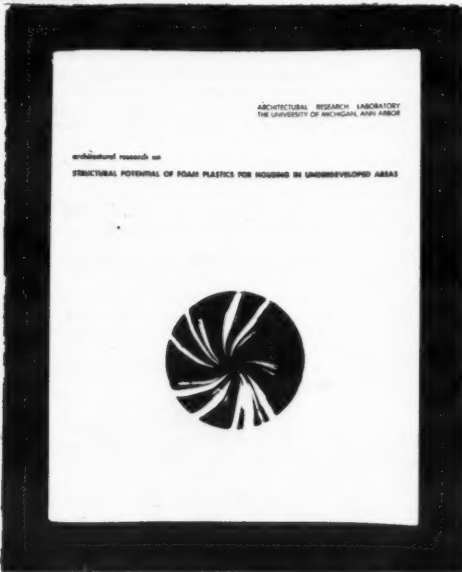 ARCHITECTURAL RESEARCH LABORATORY
THE UNIVERSITY OF MICHIGAN, ANN ARBOR
architectural research on
STRUCTURAL POTENTIAL OF FOAM PLASTICS FOR HOUSING IN UNDERDEVELOPED AREAS